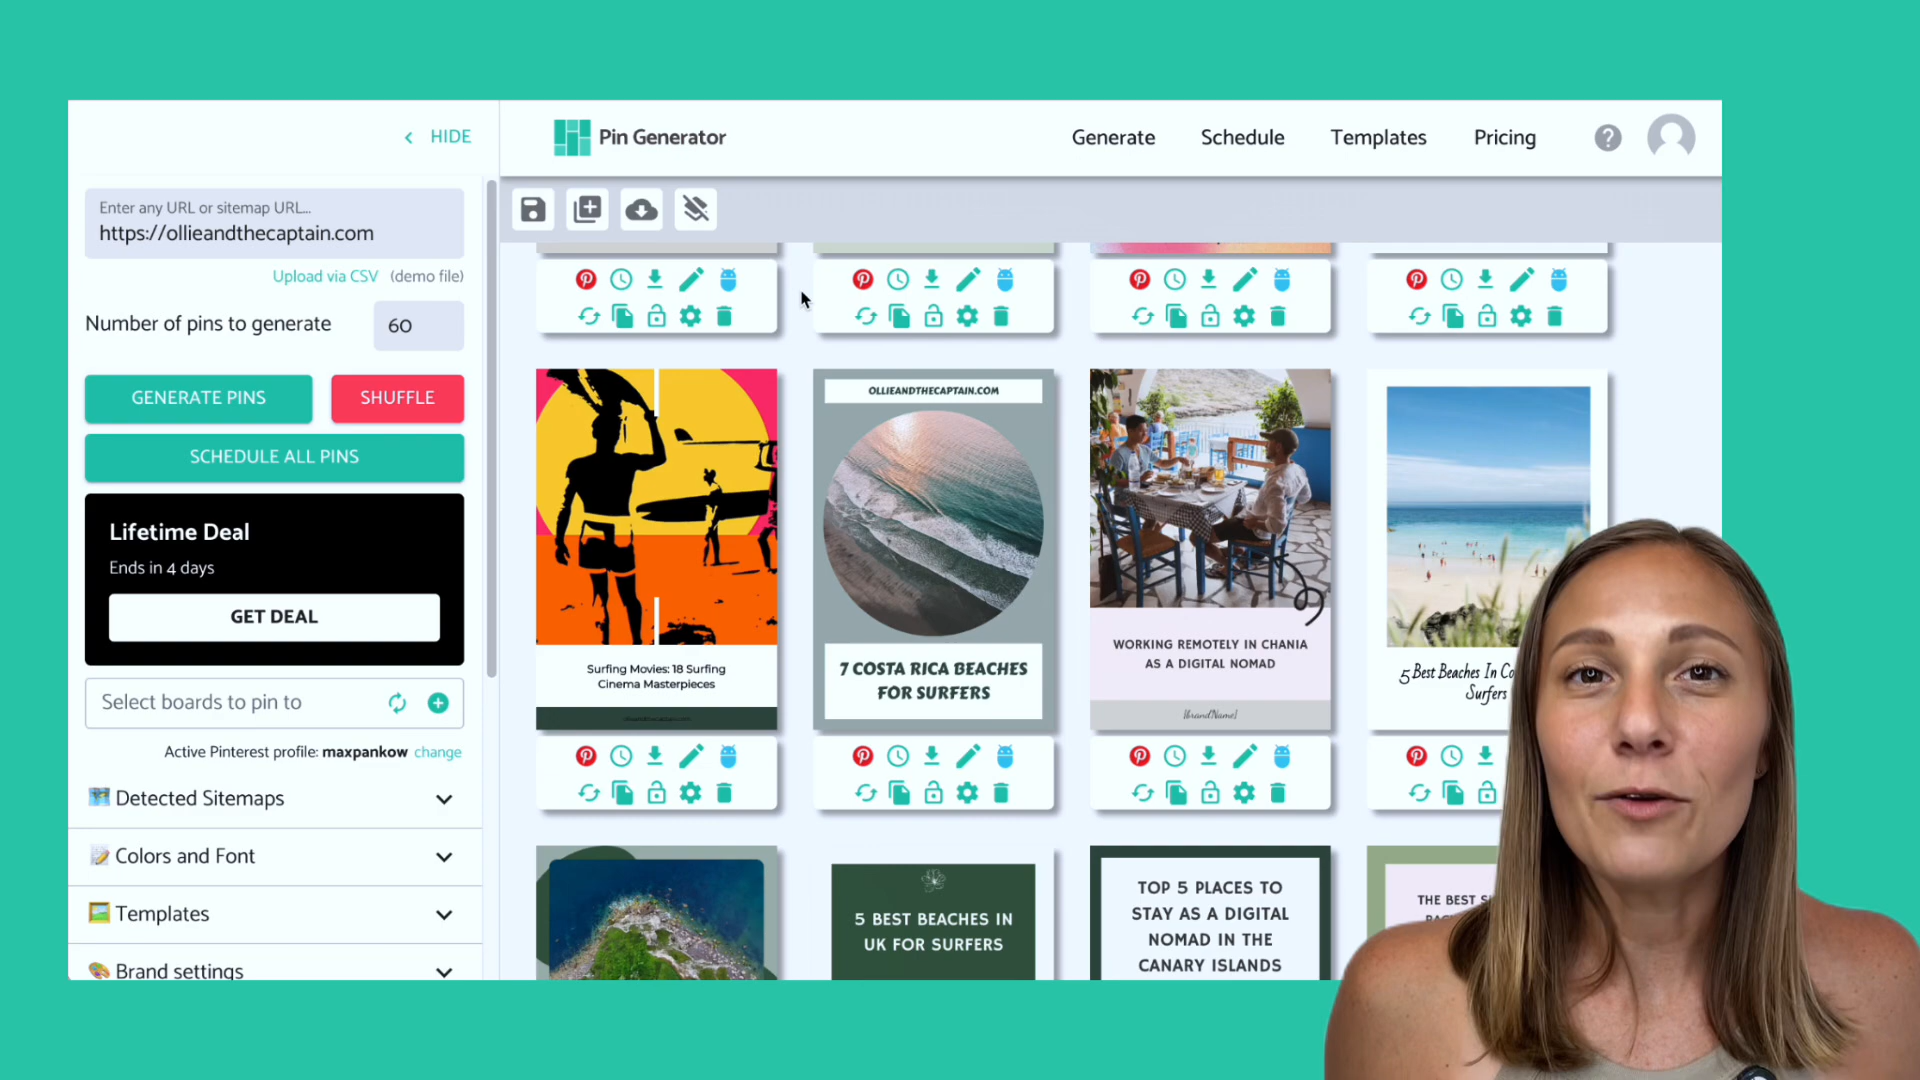 HIDE
Pin Generator
Generate
Schedule
Templates
Pricing
Enter any URL or sitemap URL...
https://ollieandthecaptain.com
Upload via CSV (demo file)
Number of pins to generate
60
GENERATE PINS
SHUFFLE
SCHEDULE ALL PINS
Lifetime Deal
Ends in 4 days
GET DEAL
Select boards to pin to
Active Pinterest profile: maxpankow change
Detected Sitemaps
Colors and Font
Templates
Brand settings
Surfing Movies: 18 Surfing
Cinema Masterpieces
OLLIEANDTHECAPTAIN.COM
7 COSTA RICA BEACHES
FOR SURFERS
WORKING REMOTELY IN CHANIA
AS A DIGITAL NOMAD
[brandName]
5 Best Beaches In Co
Surfers
5 BEST BEACHES IN
UK FOR SURFERS
TOP 5 PLACES TO
STAY AS A DIGITAL
NOMAD IN THE
CANARY ISLANDS
THE BEST